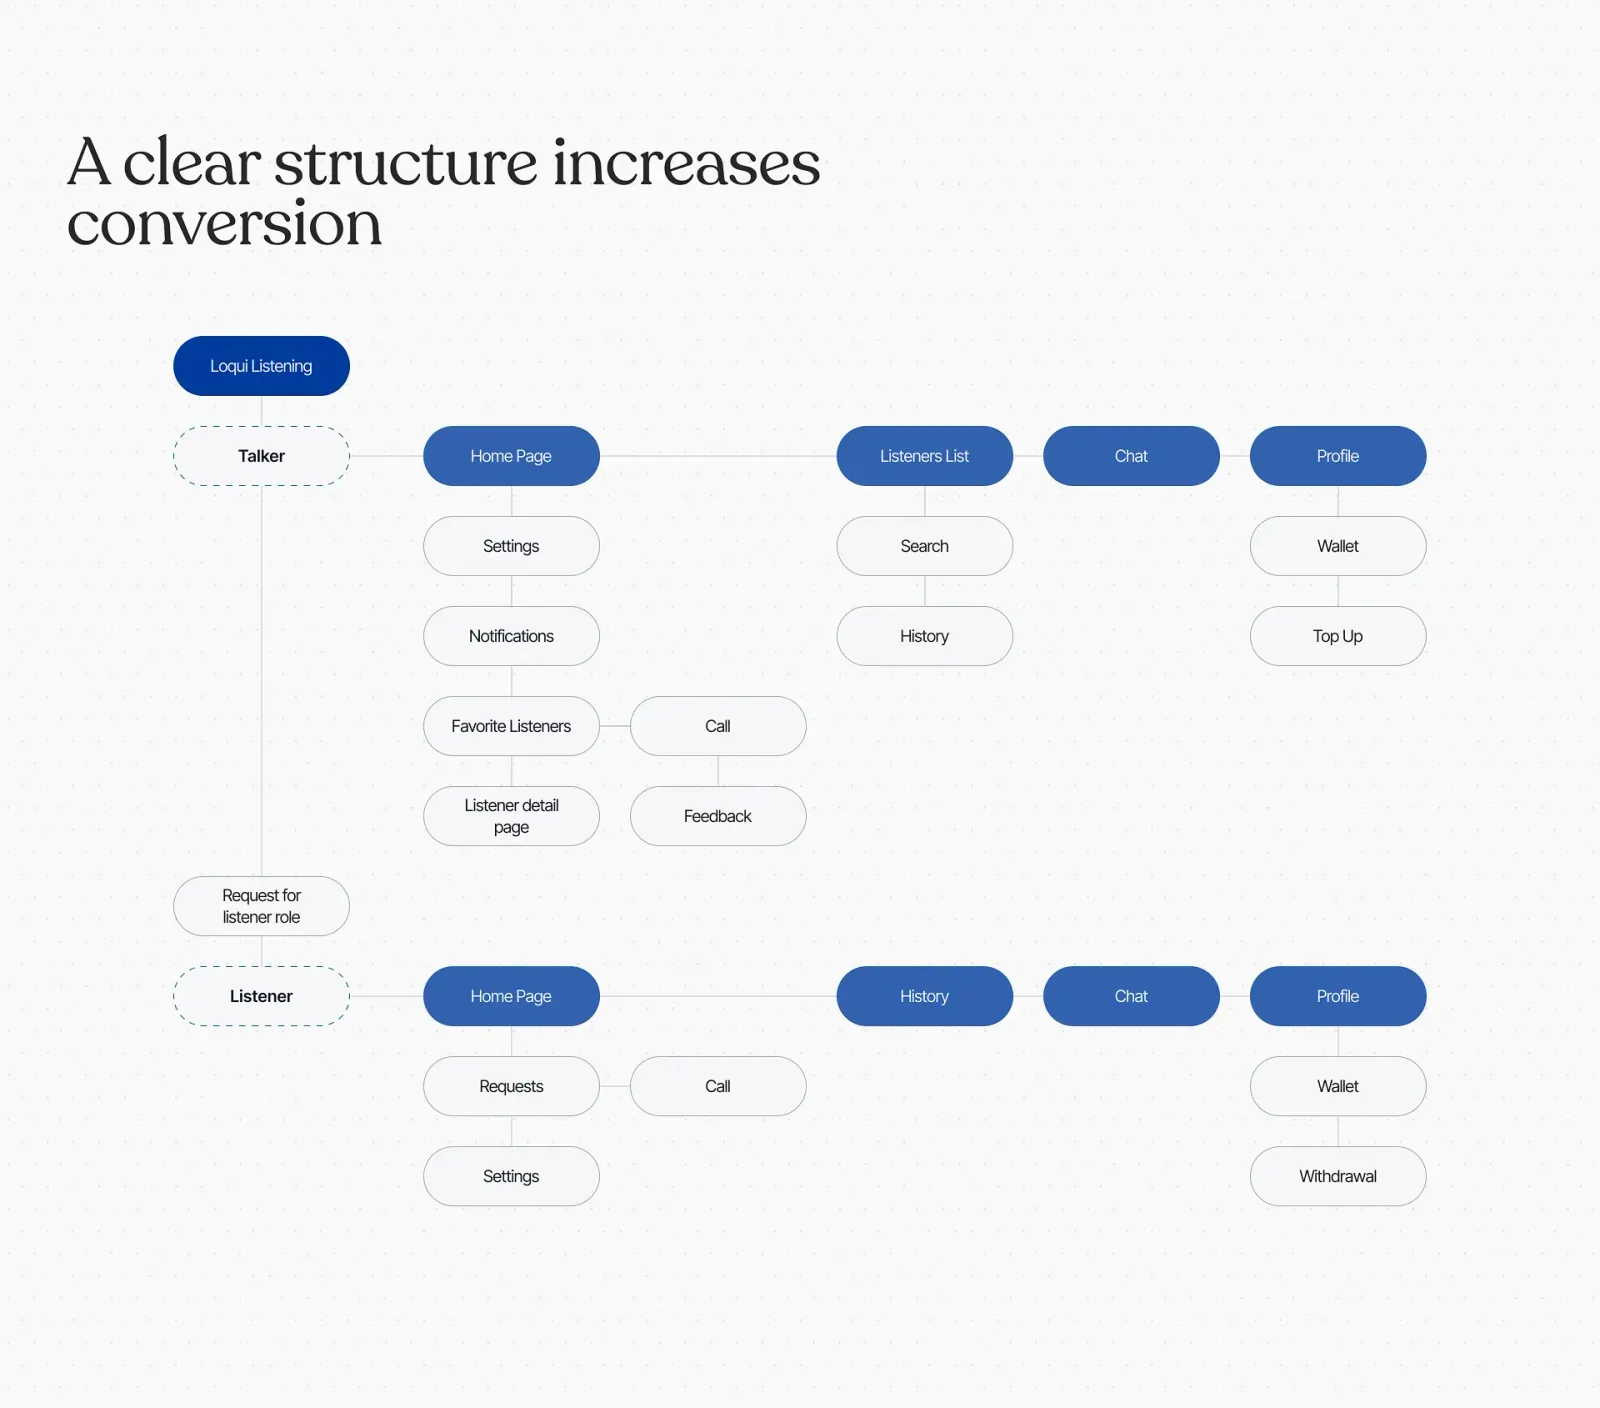 A clear structure increases
conversion
Loqui Listening
Talker
Home Page
Listeners List
Chat
Profile
Settings
Search
Wallet
Notifications
History
Top Up
Favorite Listeners
Call
Listener detail
page
Feedback
Request for
listener role
Listener
Home Page
History
Chat
Profile
Requests
Call
Wallet
Settings
Withdrawal